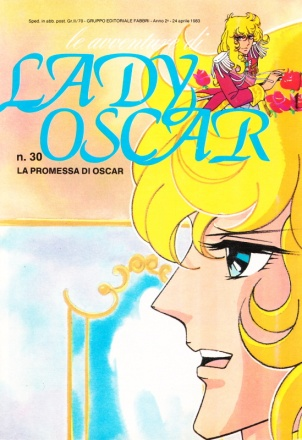 Sped. in abb. post. Gr. II/70 - GRUPPO EDITORIALE FABBRI - Anno 2° - 24 aprile 1983
le avventure di
LADY
OSCAR
n. 30
LA PROMESSA DI OSCAR